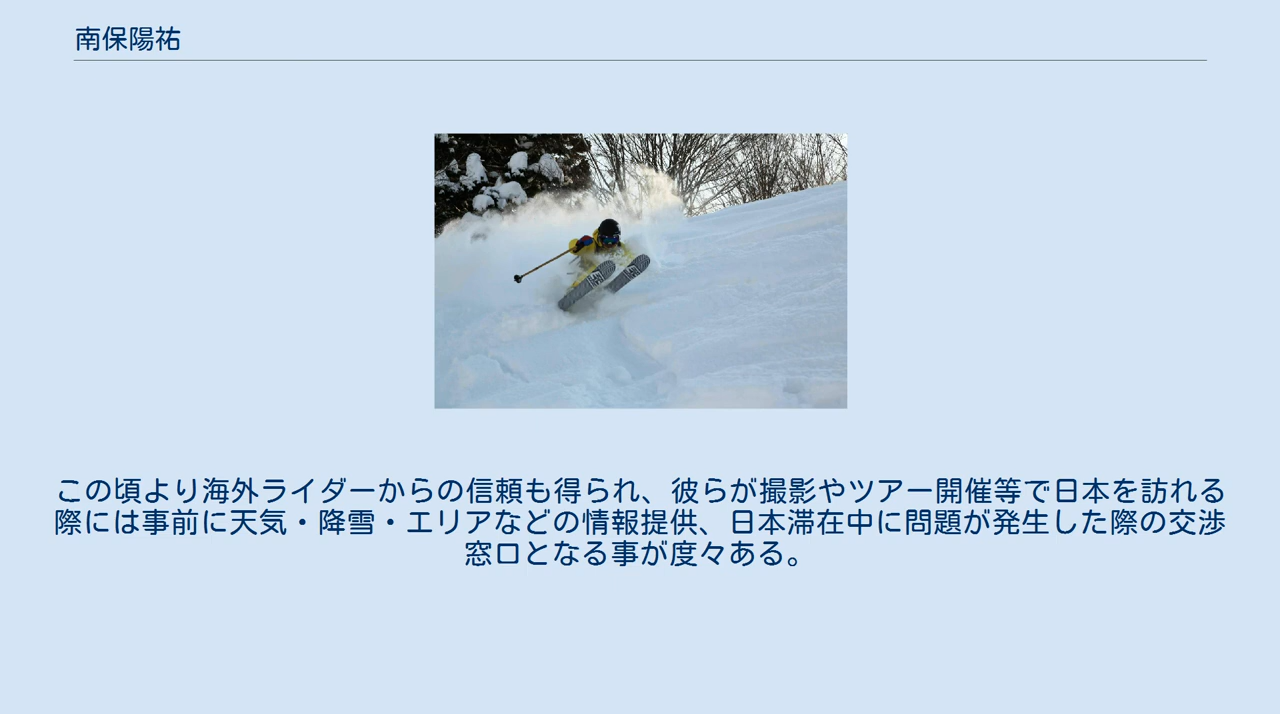 南保陽祐
この頃より海外ライダーからの信頼も得られ、彼らが撮影やツアー開催等で日本を訪れる
際には事前に天気・降雪・エリアなどの情報提供、日本滞在中に問題が発生した際の交渉
窓口となる事が度々ある。